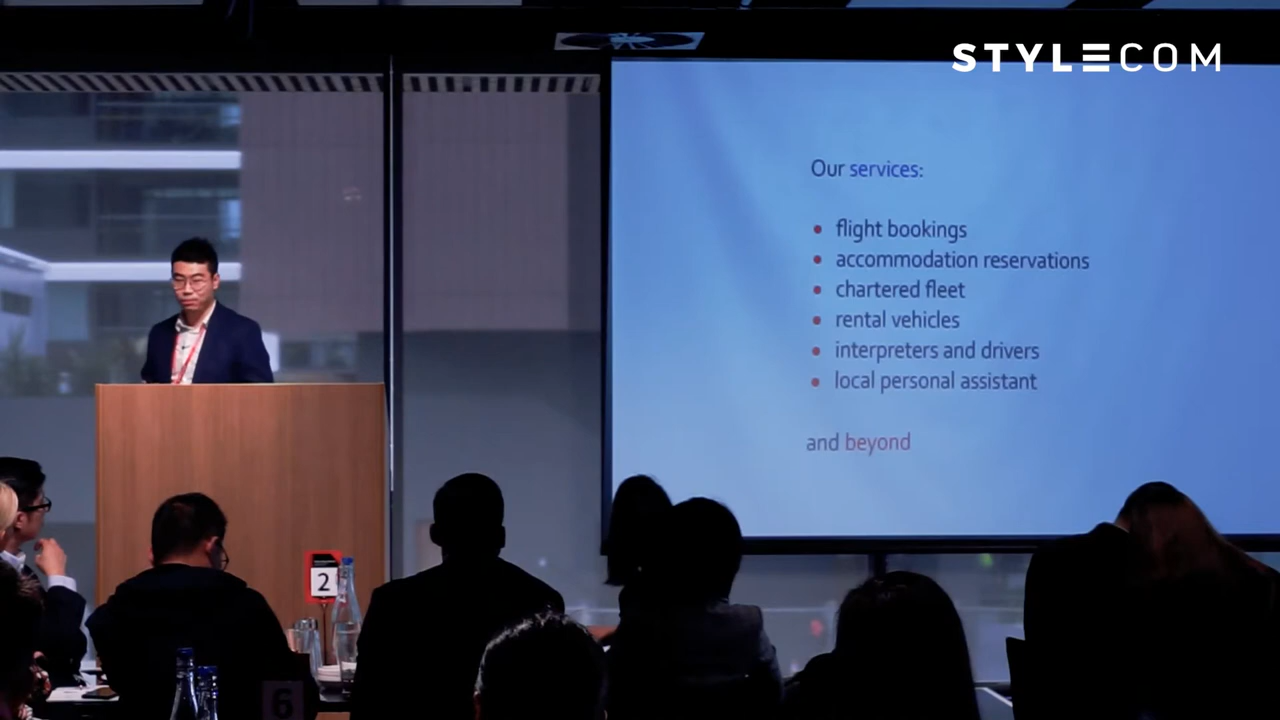 STYLECOM
Our services:
flight bookings
accommodation reservations
chartered fleet
rental vehicles
interpreters and drivers
local personal assistant
and beyond
2
6